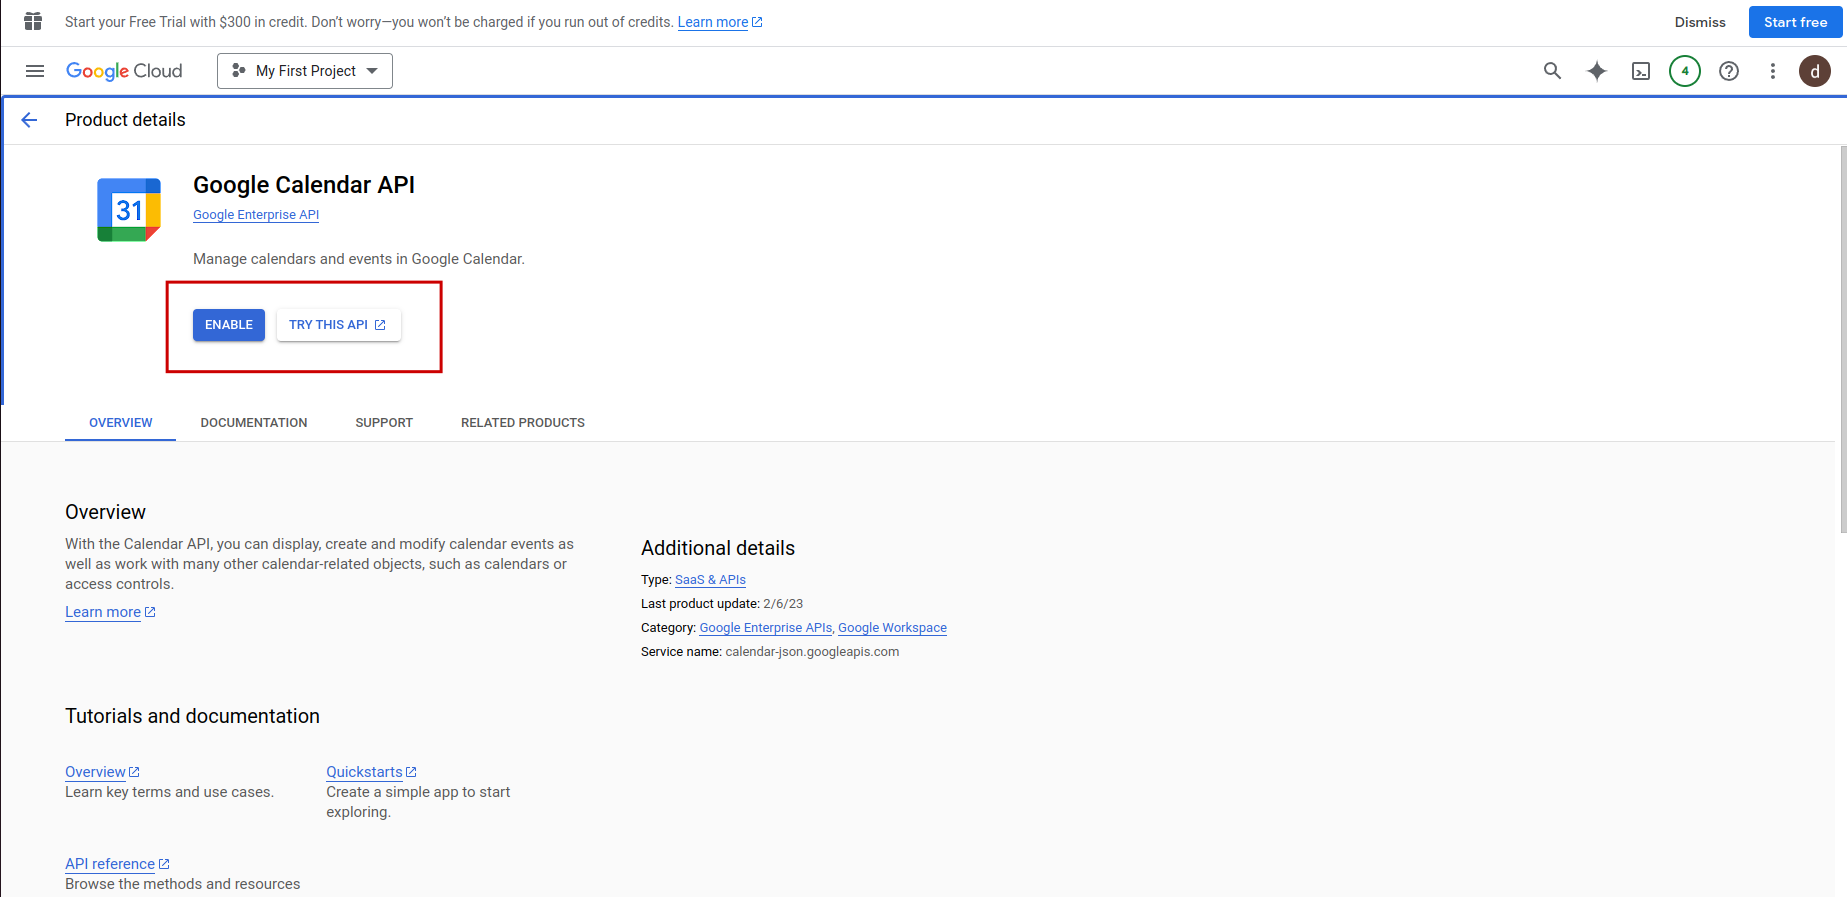 Start your Free Trial with $300 in credit. Don't worry—you won't be charged if you run out of credits. Learn more
Dismiss
Start free
Google Cloud
My First Project
4
d
Product details
31
Google Calendar API
Google Enterprise API
Manage calendars and events in Google Calendar.
ENABLE
TRY THIS API
OVERVIEW
DOCUMENTATION
SUPPORT
RELATED PRODUCTS
Overview
With the Calendar API, you can display, create and modify calendar events as
well as work with many other calendar-related objects, such as calendars or
access controls.
Learn more
Additional details
Type: SaaS & APIs
Last product update: 2/6/23
Category: Google Enterprise APIs, Google Workspace
Service name: calendar-json.googleapis.com
Tutorials and documentation
Overview
Learn key terms and use cases.
Quickstarts
Create a simple app to start
exploring.
API reference
Browse the methods and resources